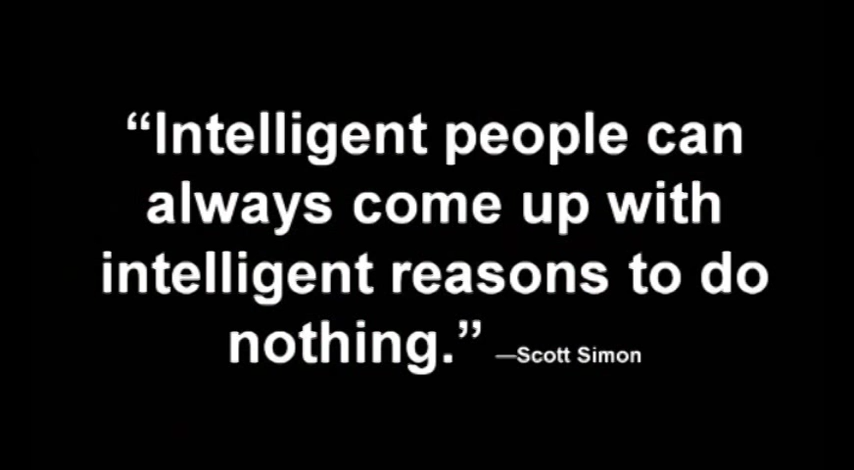 “Intelligent people can
always come up with
intelligent reasons to do
nothing.” —Scott Simon